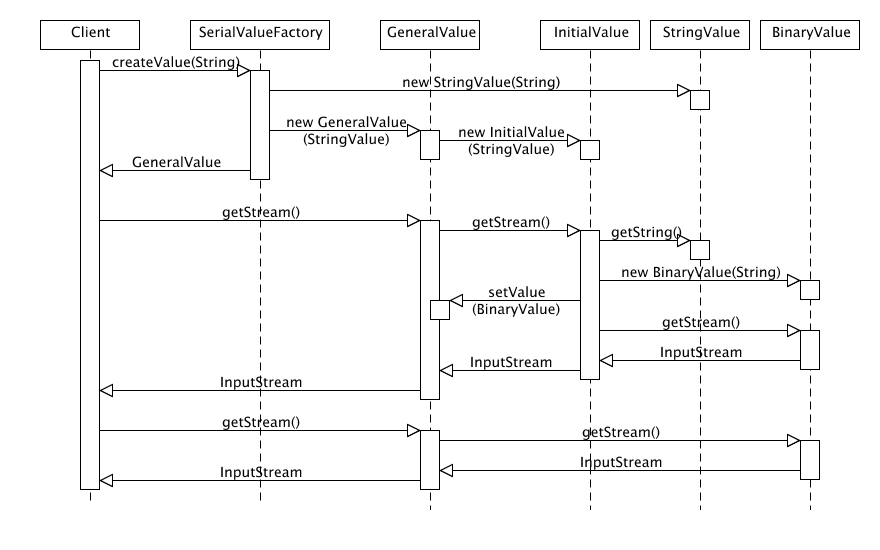 Client
SerialValueFactory
GeneralValue
InitialValue
StringValue
BinaryValue
createValue(String)
new StringValue(String)
new GeneralValue
(StringValue)
new InitialValue
(StringValue)
GeneralValue
getStream()
getStream()
getString()
new BinaryValue(String)
setValue
(BinaryValue)
getStream()
InputStream
InputStream
InputStream
getStream()
getStream()
InputStream
InputStream